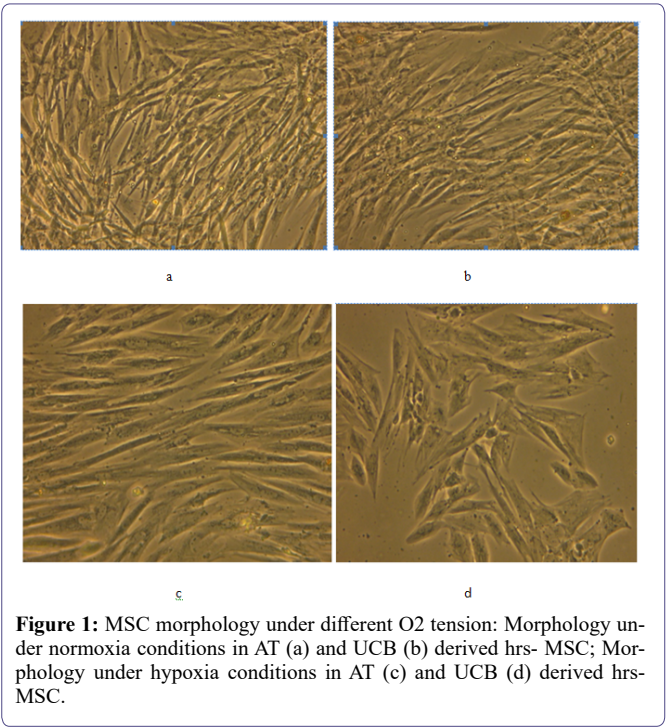 a
b
c
d
Figure 1: MSC morphology under different O2 tension: Morphology un-
der normoxia conditions in AT (a) and UCB (b) derived hrs- MSC; Mor-
phology under hypoxia conditions in AT (c) and UCB (d) derived hrs-
MSC.